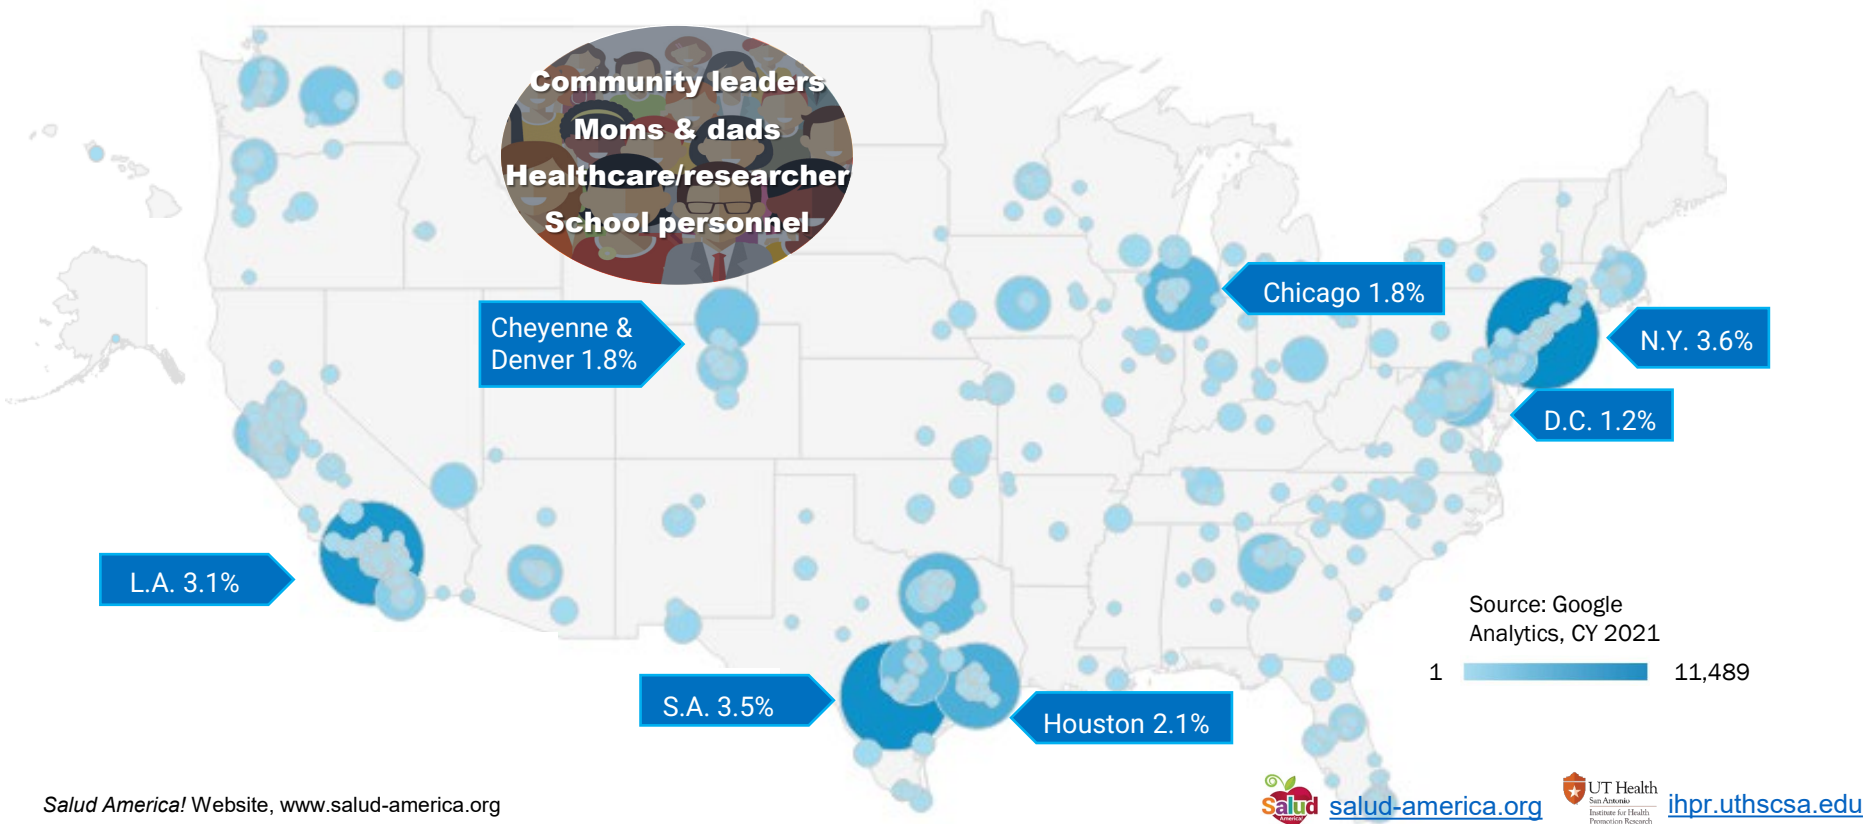 Community leaders
Moms & dads
Healthcare/researcher
School personnel
Cheyenne &
Denver 1.8%
Chicago 1.8%
N.Y. 3.6%
D.C. 1.2%
L.A. 3.1%
S.A. 3.5%
Houston 2.1%
Source: Google
Analytics, CY 2021
1
11,489
Salud America! Website, www.salud-america.org
Salud
America!
salud-america.org
UT Health
San Antonio
Institute for Health
Promotion Research
ihpr.uthscsa.edu